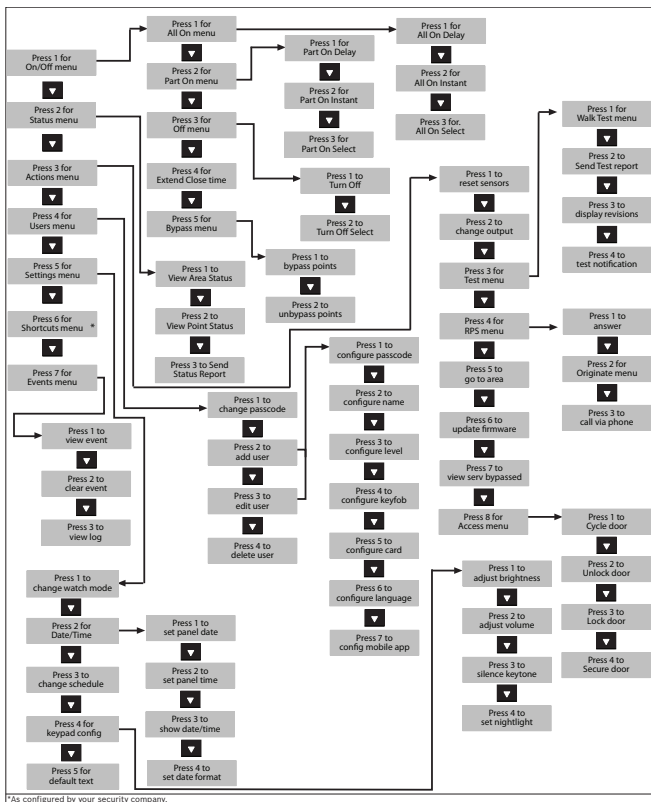 Press 1 for
On/Off menu
Press 2 for
Status menu
Press 3 for
Actions menu
Press 4 for
Users menu
Press 5 for
Settings menu
Press 6 for
Shortcuts menu *
Press 7 for
Events menu
Press 1 for
All On menu
Press 2 for
Part On menu
Press 3 for
Off menu
Press 4 for
Extend Close time
Press 5 for
Bypass menu
Press 1 for
All On Delay
Press 2 for
All On Instant
Press 3 for.
All On Select
Press 1 for
Part On Delay
Press 2 for
Part On Instant
Press 3 for
Part On Select
Press 1 to
Turn Off
Press 2 to
Turn Off Select
Press 1 to
bypass points
Press 2 to
unbypass points
Press 1 to
View Area Status
Press 2 to
View Point Status
Press 3 to Send
Status Report
Press 1 to
reset sensors
Press 2 to
change output
Press 3 for
Test menu
Press 4 for
RPS menu
Press 5 to
go to area
Press 6 to
update firmware
Press 7 to
view serv bypassed
Press 8 for
Access menu
Press 1 for
Walk Test menu
Press 2 to
Send Test report
Press 3 to
display revisions
Press 4 to
test notification
Press 1 to
answer
Press 2 for
Originate menu
Press 3 to
call via phone
Press 1 to
Cycle door
Press 2 to
Unlock door
Press 3 to
Lock door
Press 4 to
Secure door
Press 1 to
change passcode
Press 2 to
add user
Press 3 to
edit user
Press 4 to
delete user
Press 1 to
configure passcode
Press 2 to
configure name
Press 3 to
configure level
Press 4 to
configure keyfob
Press 5 to
configure card
Press 6 to
configure language
Press 7 to
config mobile app
Press 1 to
view event
Press 2 to
clear event
Press 3 to
view log
Press 1 to
change watch mode
Press 2 for
Date/Time
Press 3 to
change schedule
Press 4 for
keypad config
Press 5 for
default text
Press 1 to
set panel date
Press 2 to
set panel time
Press 3 to
show date/time
Press 4 to
set date format
Press 1 to
adjust brightness
Press 2 to
adjust volume
Press 3 to
silence keytone
Press 4 to
set nightlight
*As configured by your security company.